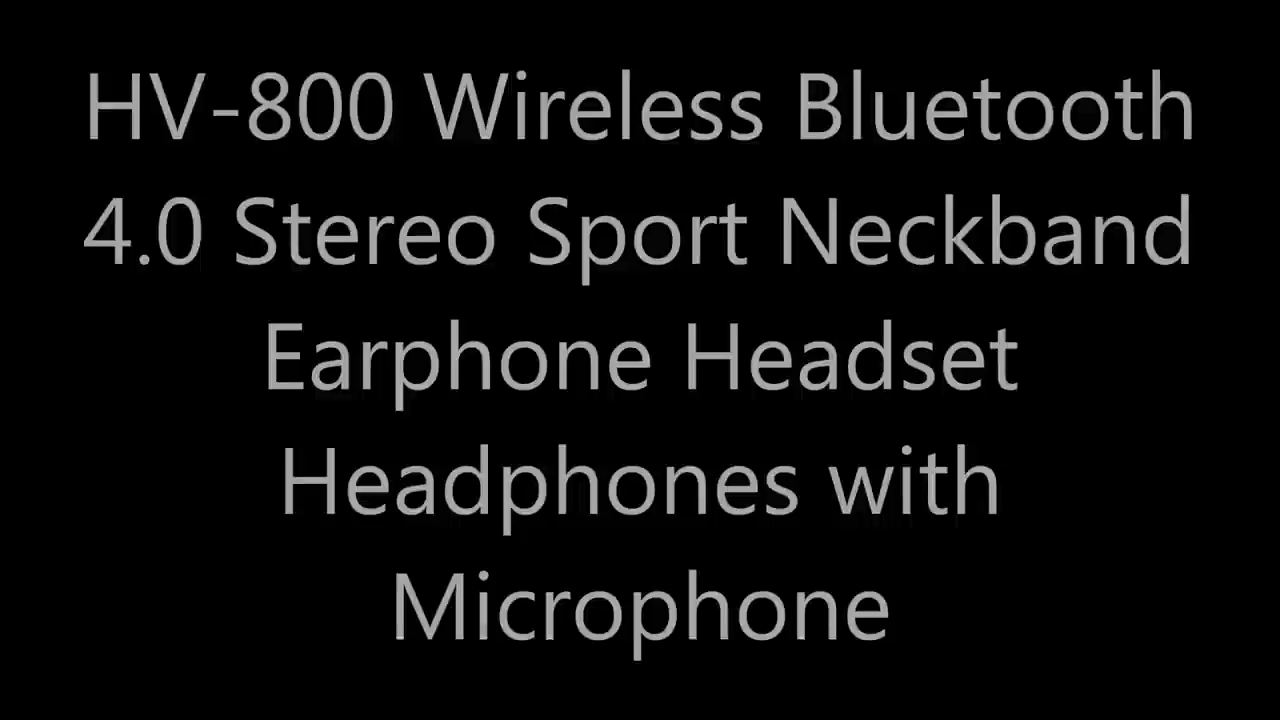 HV-800 Wireless Bluetooth
4.0 Stereo Sport Neckband
Earphone Headset
Headphones with
Microphone